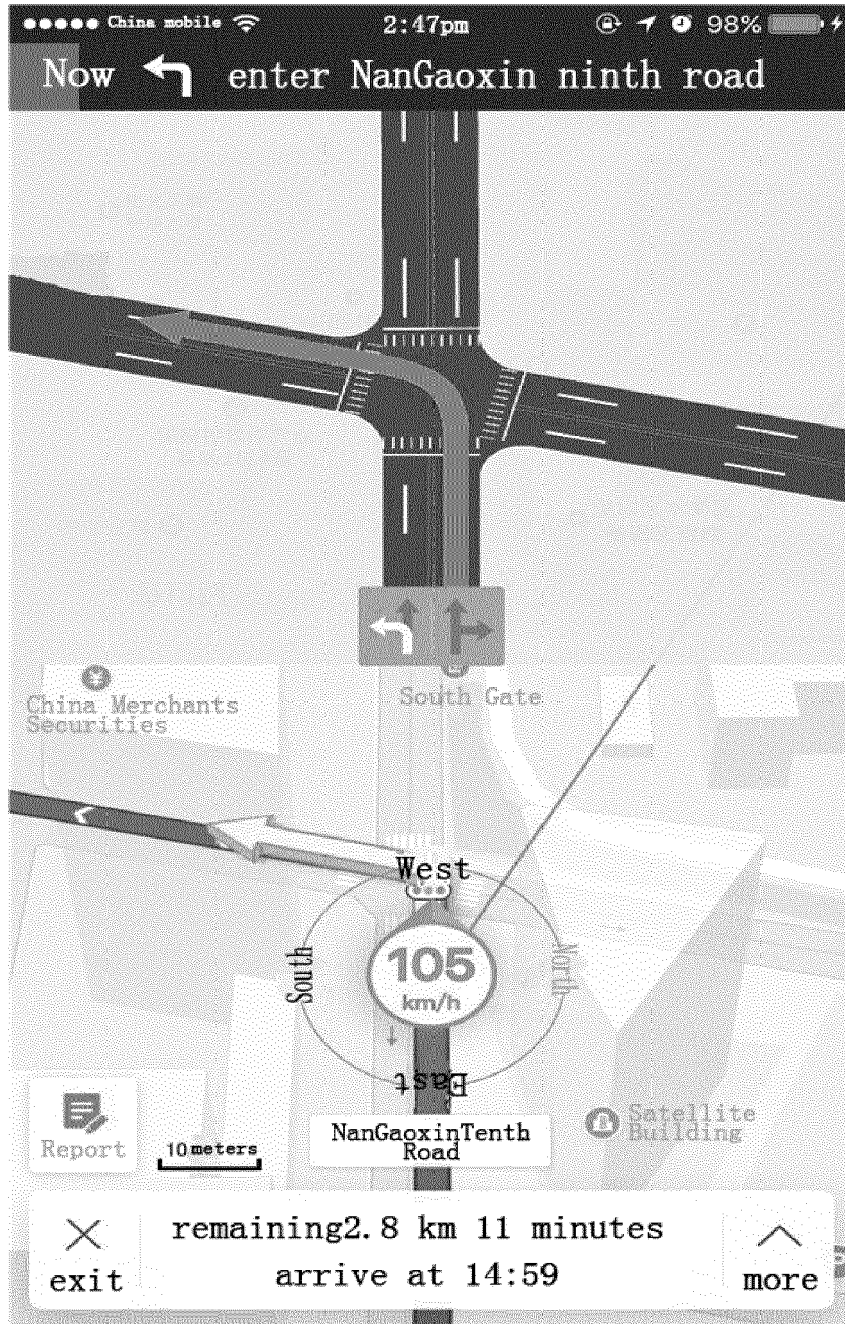 China mobile 2:47pm 98%
Now enter NanGaoxin ninth road
China Merchants
Securities
South Gate
West
South
North
105
km/h
East
Report
10 meters
NanGaoxinTenth
Road
Satellite
Building
remaining2.8 km 11 minutes
arrive at 14:59
exit
more